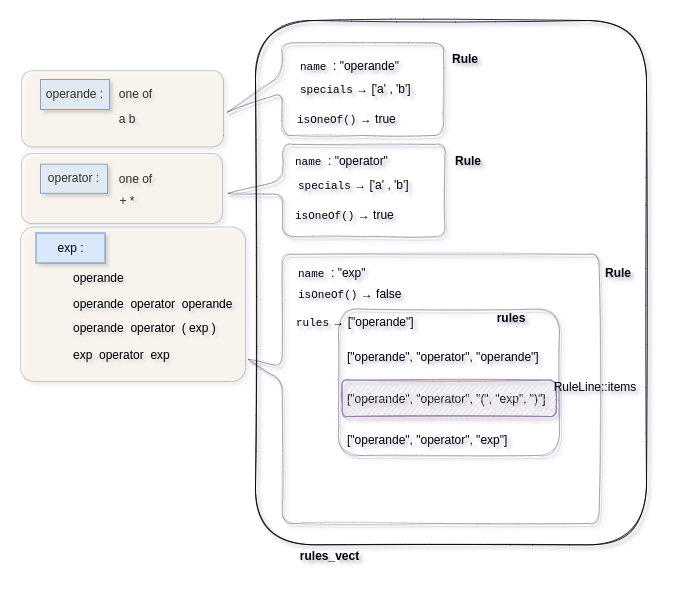 operande : one of
a b
operator : one of
+ *
exp :
operande
operande operator operande
operande operator ( exp )
exp operator exp
Rule
name : "operande"
specials → ['a' , 'b']
isOneOf() → true
Rule
name : "operator"
specials → ['a' , 'b']
isOneOf() → true
Rule
name : "exp"
isOneOf() → false
rules → ["operande"]
rules
["operande", "operator", "operande"]
RuleLine::items
["operande", "operator", "(", "exp", ")"]
["operande", "operator", "exp"]
rules_vect